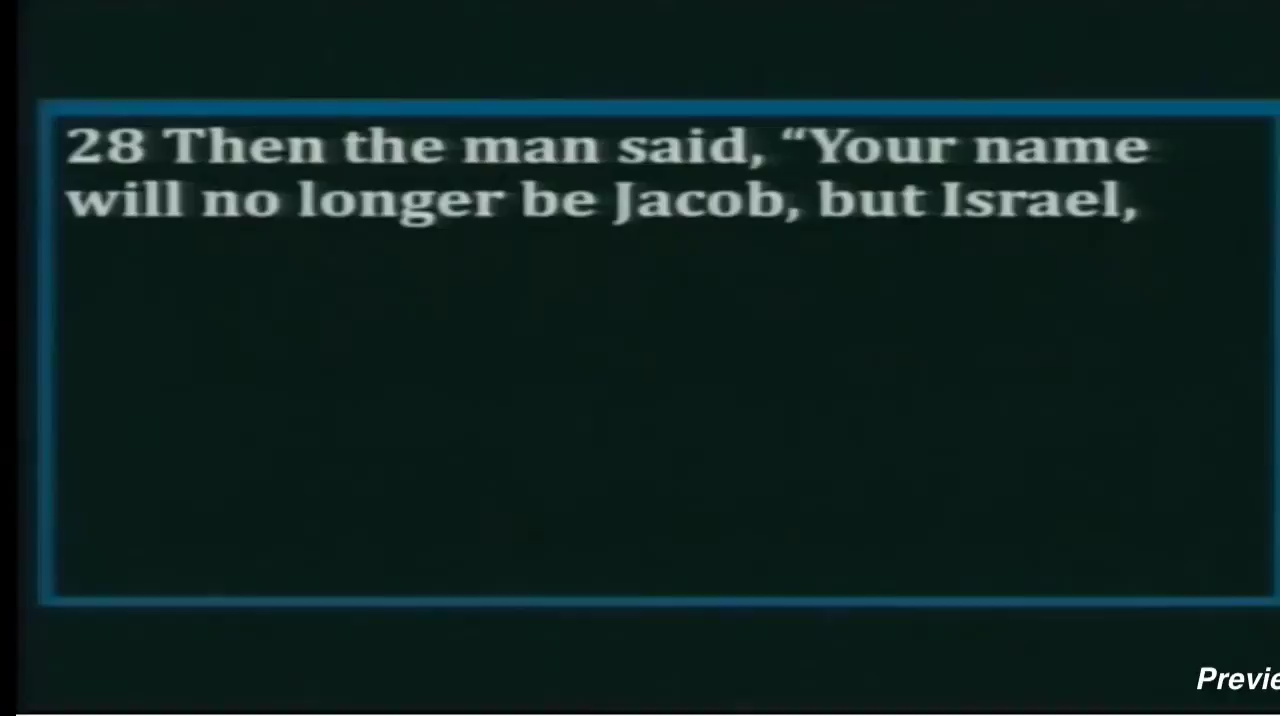 28 Then the man said, “Your name
will no longer be Jacob, but Israel,
Previe